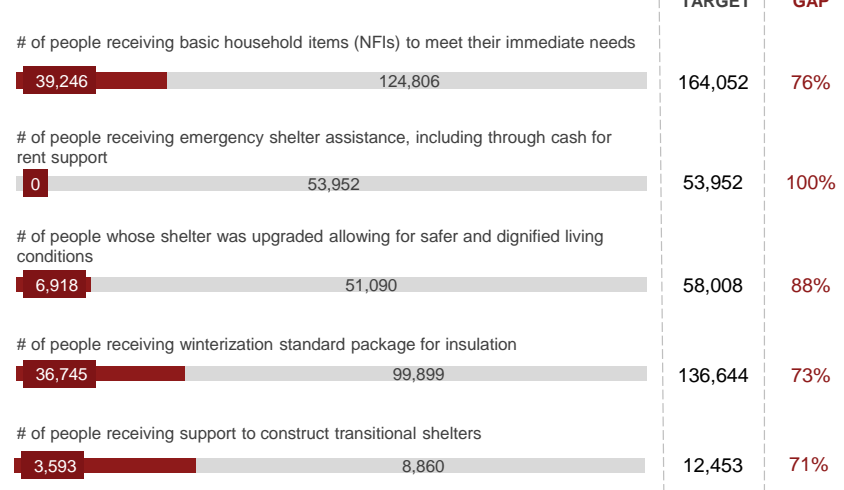 TARGET GAP
# of people receiving basic household items (NFIs) to meet their immediate needs
39,246 124,806 164,052 76%
# of people receiving emergency shelter assistance, including through cash for
rent support
0 53,952 53,952 100%
# of people whose shelter was upgraded allowing for safer and dignified living
conditions
6,918 51,090 58,008 88%
# of people receiving winterization standard package for insulation
36,745 99,899 136,644 73%
# of people receiving support to construct transitional shelters
3,593 8,860 12,453 71%